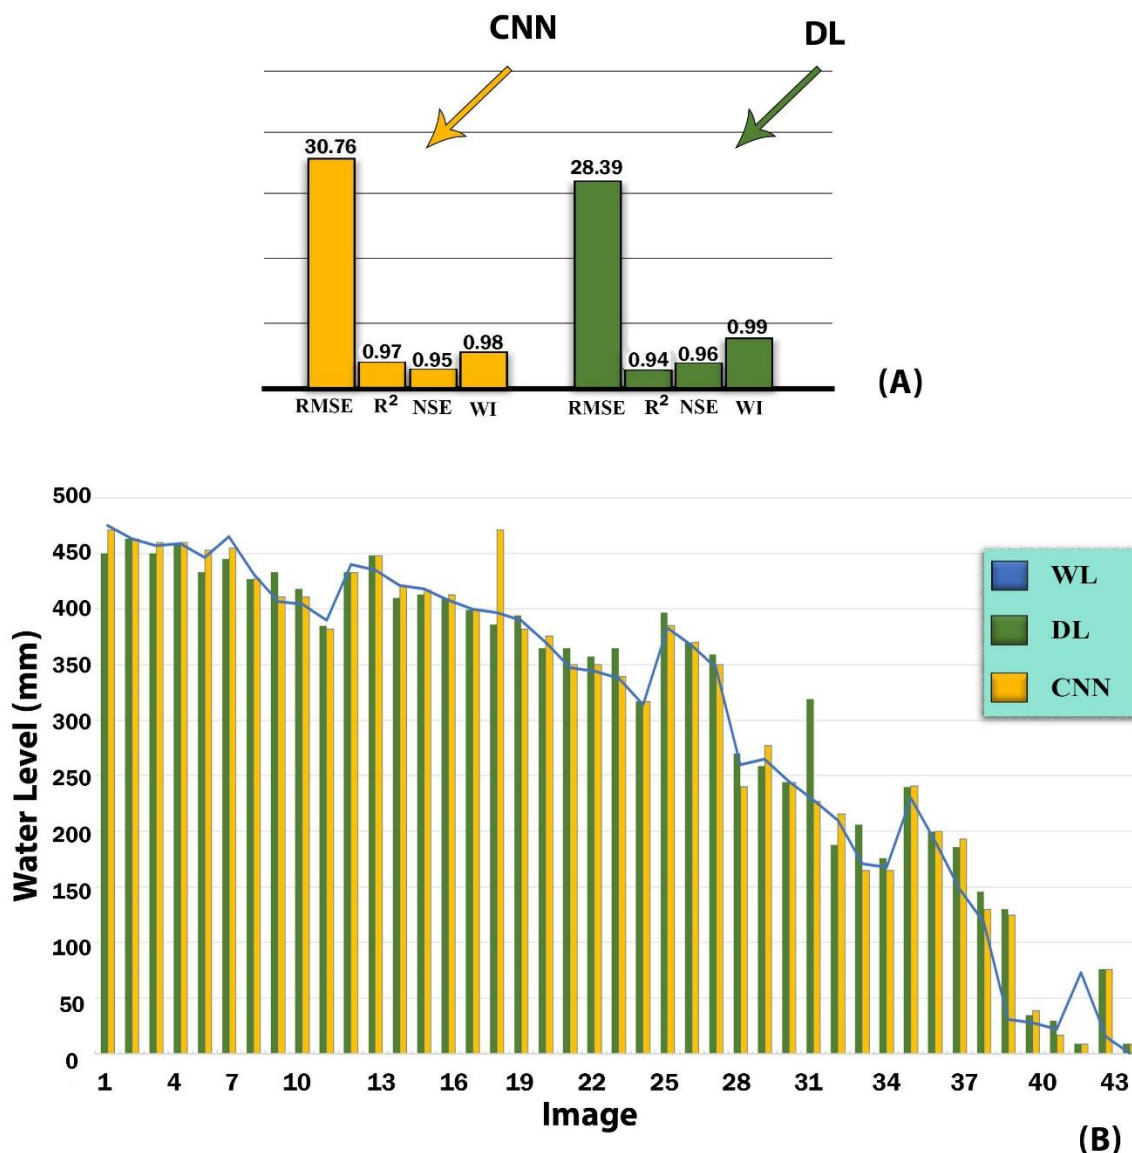 CNN DL
30.76 0.97 0.95 0.98 28.39 0.94 0.96 0.99
RMSE R² NSE WI RMSE R² NSE WI
(A)
Water Level (mm)
500
450
400
350
300
250
200
150
100
50
0
WL
DL
CNN
1 4 7 10 13 16 19 22 25 28 31 34 37 40 43
Image
(B)